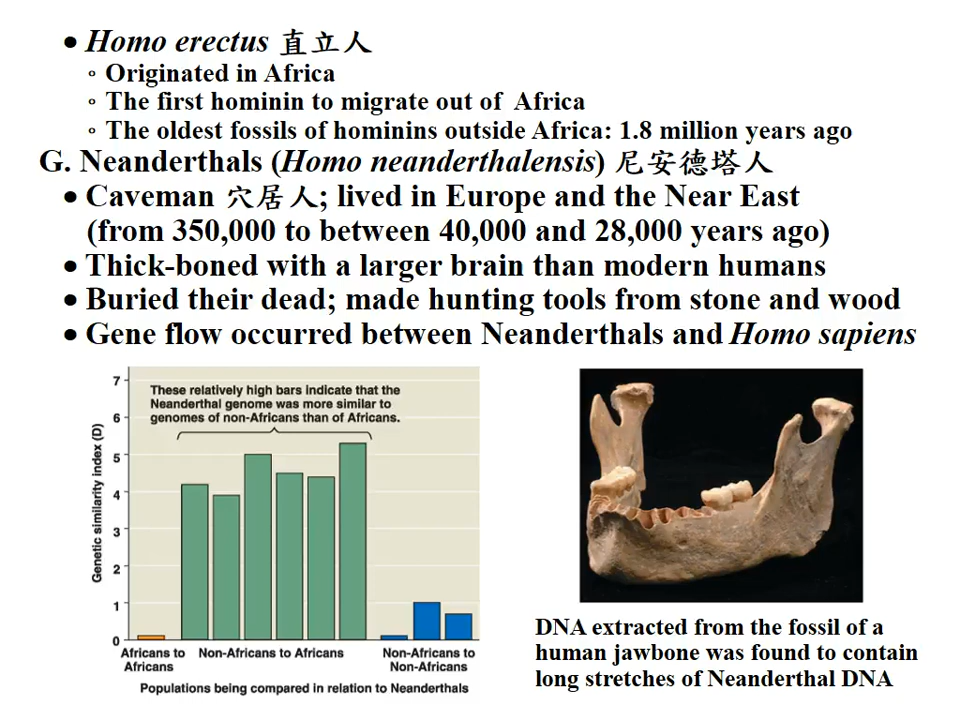 • Homo erectus 直立人
◦ Originated in Africa
◦ The first hominin to migrate out of Africa
◦ The oldest fossils of hominins outside Africa: 1.8 million years ago
G. Neanderthals (Homo neanderthalensis) 尼安德塔人
• Caveman 穴居人; lived in Europe and the Near East
(from 350,000 to between 40,000 and 28,000 years ago)
• Thick-boned with a larger brain than modern humans
• Buried their dead; made hunting tools from stone and wood
• Gene flow occurred between Neanderthals and Homo sapiens
These relatively high bars indicate that the
Neanderthal genome was more similar to
genomes of non-Africans than of Africans.
Genetic similarity index (D)
7
6
5
4
3
2
1
0
Africans to
Africans
Non-Africans to Africans
Non-Africans to
Non-Africans
Populations being compared in relation to Neanderthals
DNA extracted from the fossil of a
human jawbone was found to contain
long stretches of Neanderthal DNA